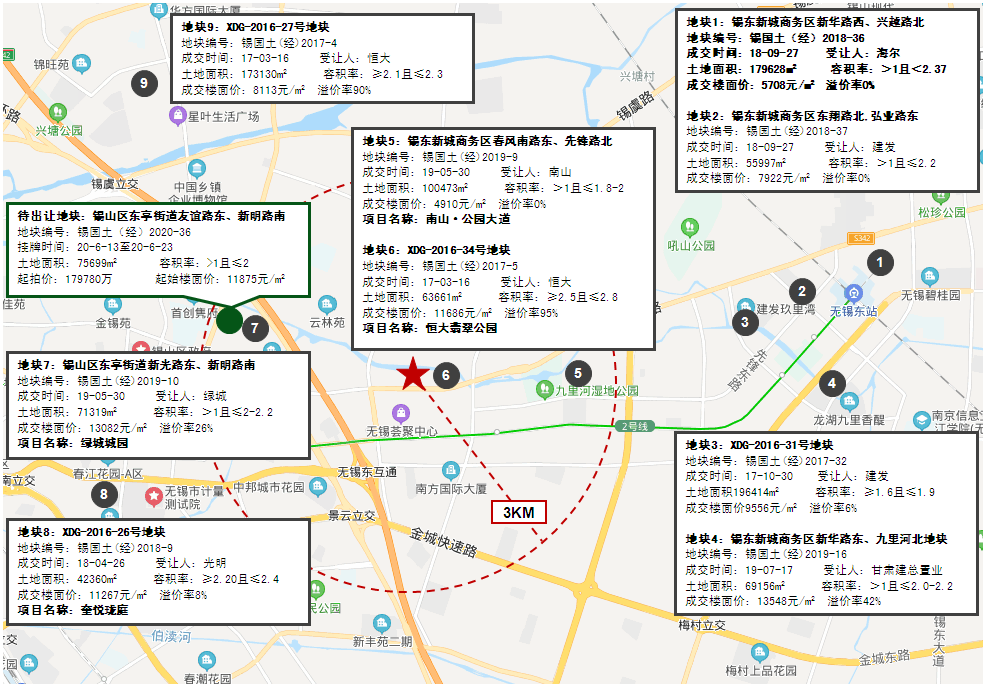 地块9: XDG-2016-27号地块
地块编号: 锡国土(经)2017-4
成交时间: 17-03-16 受让人: 恒大
土地面积: 173130㎡ 容积率: ≥2.1且≤2.3
成交楼面价: 8113元/㎡ 溢价率90%
地块1: 锡东新城商务区新华路西、兴越路北
地块编号: 锡国土(经)2018-36
成交时间: 18-09-27 受让人: 海尔
土地面积: 179628㎡ 容积率: >1且<2.37
成交楼面价: 5708元/㎡ 溢价率0%
地块2: 锡东新城商务区东翔路北.弘业路东
地块编号: 锡国土(经)2018-37
成交时间: 18-09-27 受让人: 建发
土地面积: 55997㎡ 容积率: >1且≤2.2
成交楼面价: 7922元/㎡ 溢价率0%
地块5: 锡东新城商务区春风南路东、先锋路北
地块编号: 锡国土(经)2019-9
成交时间: 19-05-30 受让人: 南山
土地面积: 100473㎡ 容积率: >1且≤1.8-2
成交楼面价: 4910元/㎡ 溢价率0%
项目名称: 南山·公园大道
地块6: XDG-2016-34号地块
地块编号: 锡国土(经)2017-5
成交时间: 17-03-16 受让人: 恒大
土地面积: 63661㎡ 容积率: ≥2.5且≤2.8
成交楼面价: 11686元/㎡ 溢价率95%
项目名称: 恒大翡翠公园
待出让地块: 锡山区东亭街道友谊路东、新明路南
地块编号: 锡国土(经)2020-36
挂牌时间: 20-6-13至20-6-23
土地面积: 75699㎡ 容积率: >1且≤2
起拍价: 179780万 起始楼面价: 11875元/㎡
地块7: 锡山区东亭街道新光路东、新明路南
地块编号: 锡国土(经)2019-10
成交时间: 19-05-30 受让人: 绿城
土地面积: 71319㎡ 容积率: >1且≤2-2.2
成交楼面价: 13082元/㎡ 溢价率26%
项目名称: 绿城城园
地块8: XDG-2016-26号地块
地块编号: 锡国土(经)2018-9
成交时间: 18-04-26 受让人: 光明
土地面积: 42360㎡ 容积率: ≥2.20且≤2.4
成交楼面价: 11267元/㎡ 溢价率8%
项目名称: 奎悦珑庭
地块3: XDG-2016-31号地块
地块编号: 锡国土(经)2017-32
成交时间: 17-10-30 受让人: 建发
土地面积196414㎡ 容积率: ≥1.6且≤1.9
成交楼面价9556元/㎡ 溢价率6%
地块4: 锡东新城商务区新华路东、九里河北地块
地块编号: 锡国土(经)2019-16
成交时间: 19-07-17 受让人: 甘肃建总置业
土地面积: 69156㎡ 容积率: >1且≤2.0-2.2
成交楼面价: 13548元/㎡ 溢价率42%
华方国际大厦
锦旺苑
9
兴塘公园
星叶生活广场
锡虞立交
中国乡镇
企业博物馆
兴塘村
锡虞路
松珍公园
吼山公园
S342
1
2
3
4
无锡碧桂园
无锡东站
建发玖里湾
先锋东路
龙湖九里香醍
南京信息
金锡苑
首创隽府
云林苑
7
6
5
九里河湿地公园
无锡荟聚中心
2号线
春江花园-A区
8
无锡市计量
测试院
中邦城市花园
无锡东互通
南方国际大厦
3KM
景云立交
金城快速路
新丰苑二期
伯渎河
春潮花园
梅村立交
梅村上品花园
金城东路
锡东大道